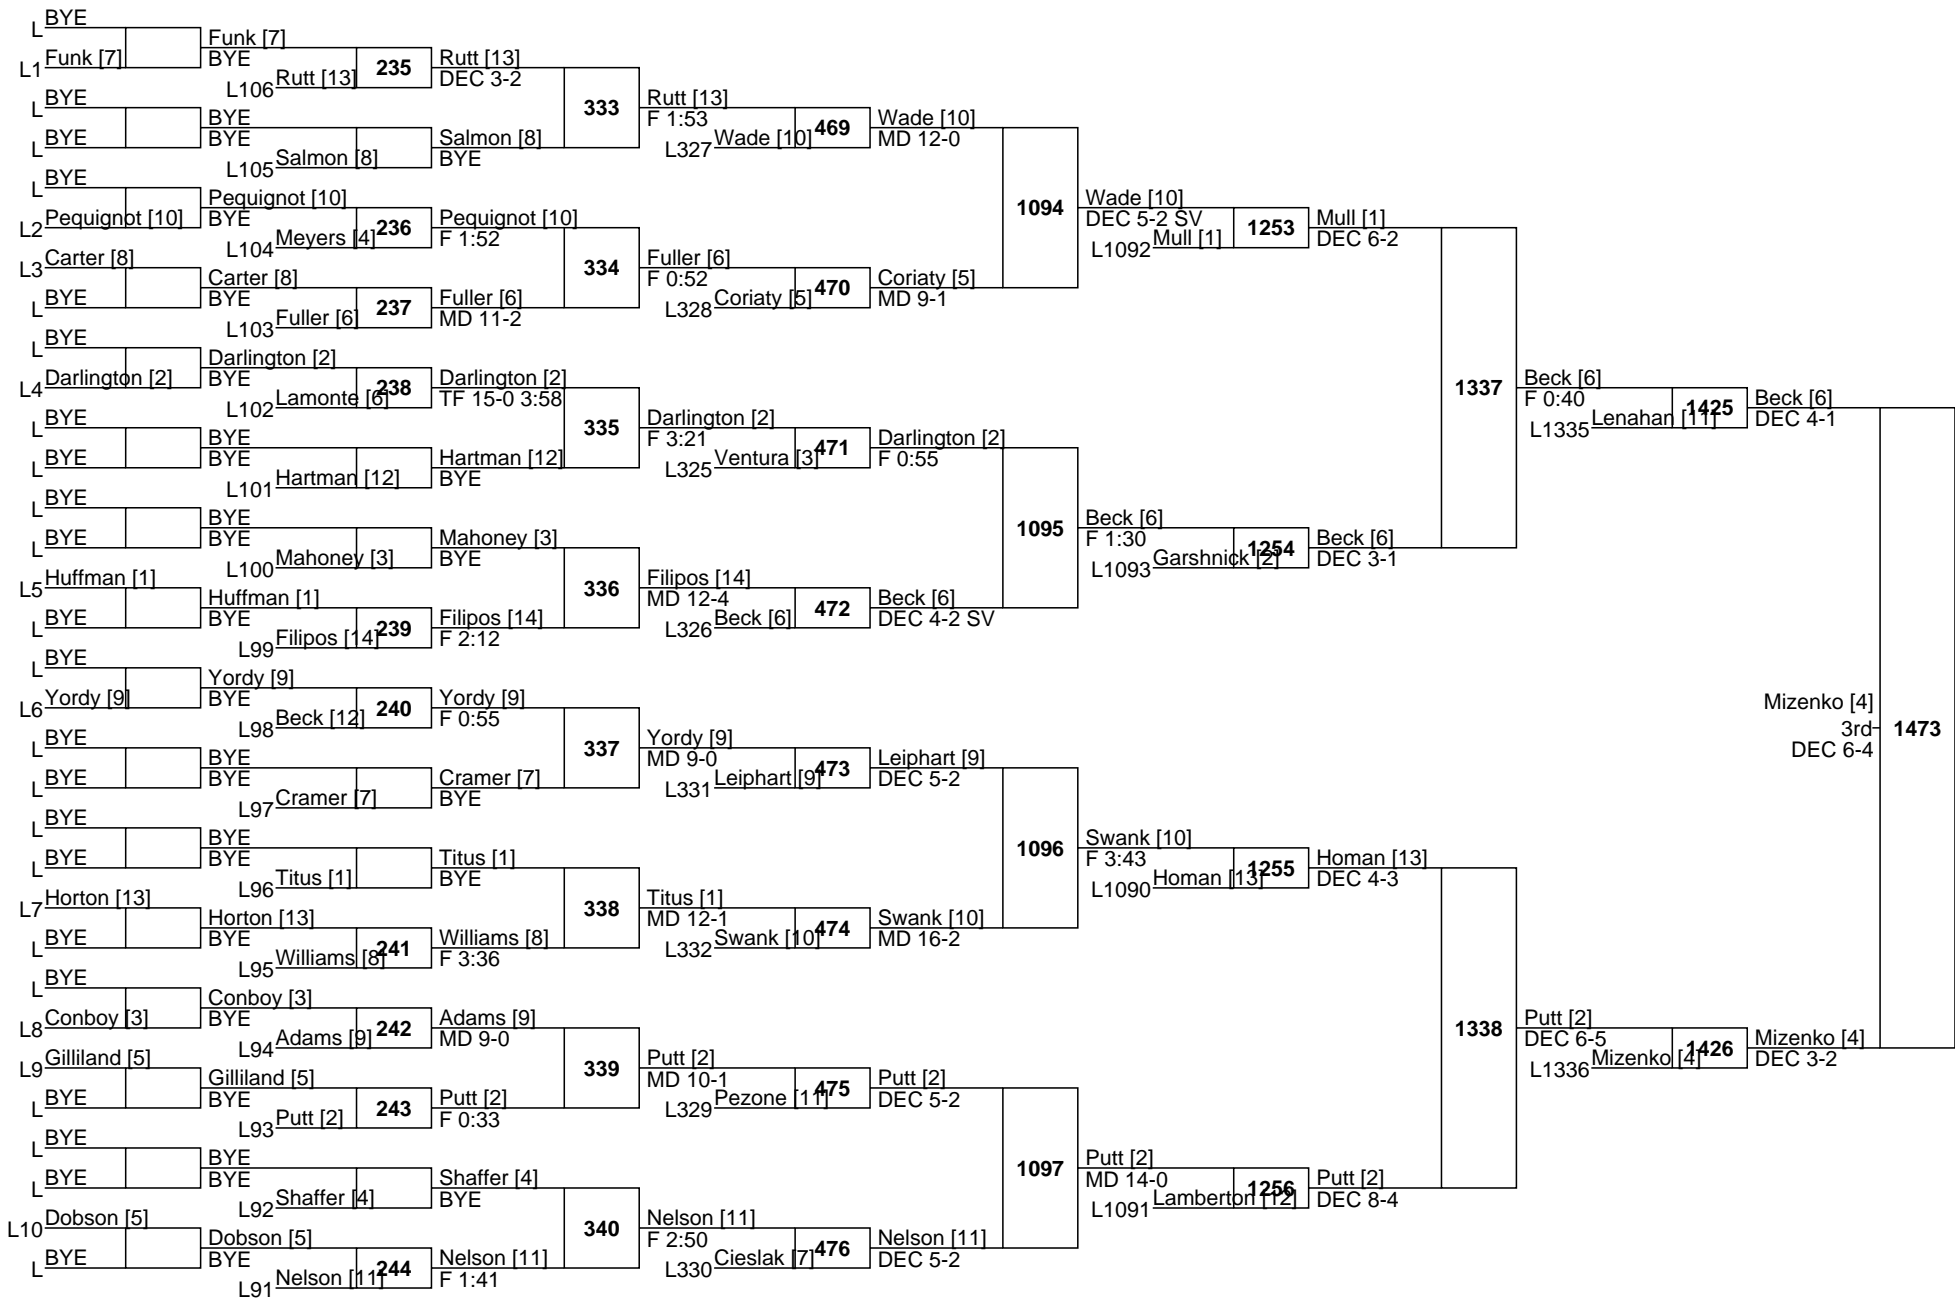 BYE
L
Funk [7]
L1 Funk [7]
BYE
235
Rutt [13]
DEC 3-2
L106 Rutt [13]
BYE
L
333
Rutt [13]
F 1:53
BYE
BYE
L
BYE
Salmon [8]
BYE
L105 Salmon [8]
L327 Wade [10]
469
Wade [10]
MD 12-0
BYE
L
Pequignot [10]
L2 Pequignot [10]
BYE
236
Pequignot [10]
F 1:52
L104 Meyers [4]
1094
Wade [10]
DEC 5-2 SV
L1092 Mull [1]
1253
Mull [1]
DEC 6-2
L3 Carter [8]
334
Fuller [6]
F 0:52
Carter [8]
BYE
L
BYE
237
Fuller [6]
MD 11-2
L103 Fuller [6]
L328 Coriaty [5]
470
Coriaty [5]
MD 9-1
BYE
L
Darlington [2]
L4 Darlington [2]
BYE
238
Darlington [2]
TF 15-0 3:58
L102 Lamonte [6]
1337
Beck [6]
F 0:40
L1335 Lenahan [11]
1425
Beck [6]
DEC 4-1
BYE
L
335
Darlington [2]
F 3:21
BYE
BYE
L
BYE
Hartman [12]
BYE
L101 Hartman [12]
L325 Ventura [3]
471
Darlington [2]
F 0:55
BYE
L
BYE
BYE
L
BYE
Mahoney [3]
BYE
L100 Mahoney [3]
1095
Beck [6]
F 1:30
L1093 Garshnick [2]
1254
Beck [6]
DEC 3-1
L5 Huffman [1]
336
Filipos [14]
MD 12-4
Huffman [1]
BYE
L
BYE
239
Filipos [14]
F 2:12
L99 Filipos [14]
L326 Beck [6]
472
Beck [6]
DEC 4-2 SV
BYE
L
Yordy [9]
L6 Yordy [9]
BYE
240
Yordy [9]
F 0:55
L98 Beck [12]
Mizenko [4]
3rd
DEC 6-4
1473
BYE
L
337
Yordy [9]
MD 9-0
BYE
BYE
L
BYE
Cramer [7]
BYE
L97 Cramer [7]
L331 Leiphart [9]
473
Leiphart [9]
DEC 5-2
BYE
L
BYE
BYE
L
BYE
Titus [1]
BYE
L96 Titus [1]
1096
Swank [10]
F 3:43
L1090 Homan [13]
1255
Homan [13]
DEC 4-3
L7 Horton [13]
338
Titus [1]
MD 12-1
Horton [13]
BYE
L
BYE
241
Williams [8]
F 3:36
L95 Williams [8]
L332 Swank [10]
474
Swank [10]
MD 16-2
BYE
L
Conboy [3]
L8 Conboy [3]
BYE
242
Adams [9]
MD 9-0
L94 Adams [9]
1338
Putt [2]
DEC 6-5
L1336 Mizenko [4]
1426
Mizenko [4]
DEC 3-2
L9 Gilliland [5]
339
Putt [2]
MD 10-1
Gilliland [5]
BYE
L
BYE
243
Putt [2]
F 0:33
L93 Putt [2]
L329 Pezone [11]
475
Putt [2]
DEC 5-2
BYE
L
BYE
BYE
L
BYE
Shaffer [4]
BYE
L92 Shaffer [4]
1097
Putt [2]
MD 14-0
L1091 Lamberton [12]
1256
Putt [2]
DEC 8-4
L10 Dobson [5]
340
Nelson [11]
F 2:50
Dobson [5]
BYE
L
BYE
244
Nelson [11]
F 1:41
L91 Nelson [11]
L330 Cieslak [7]
476
Nelson [11]
DEC 5-2